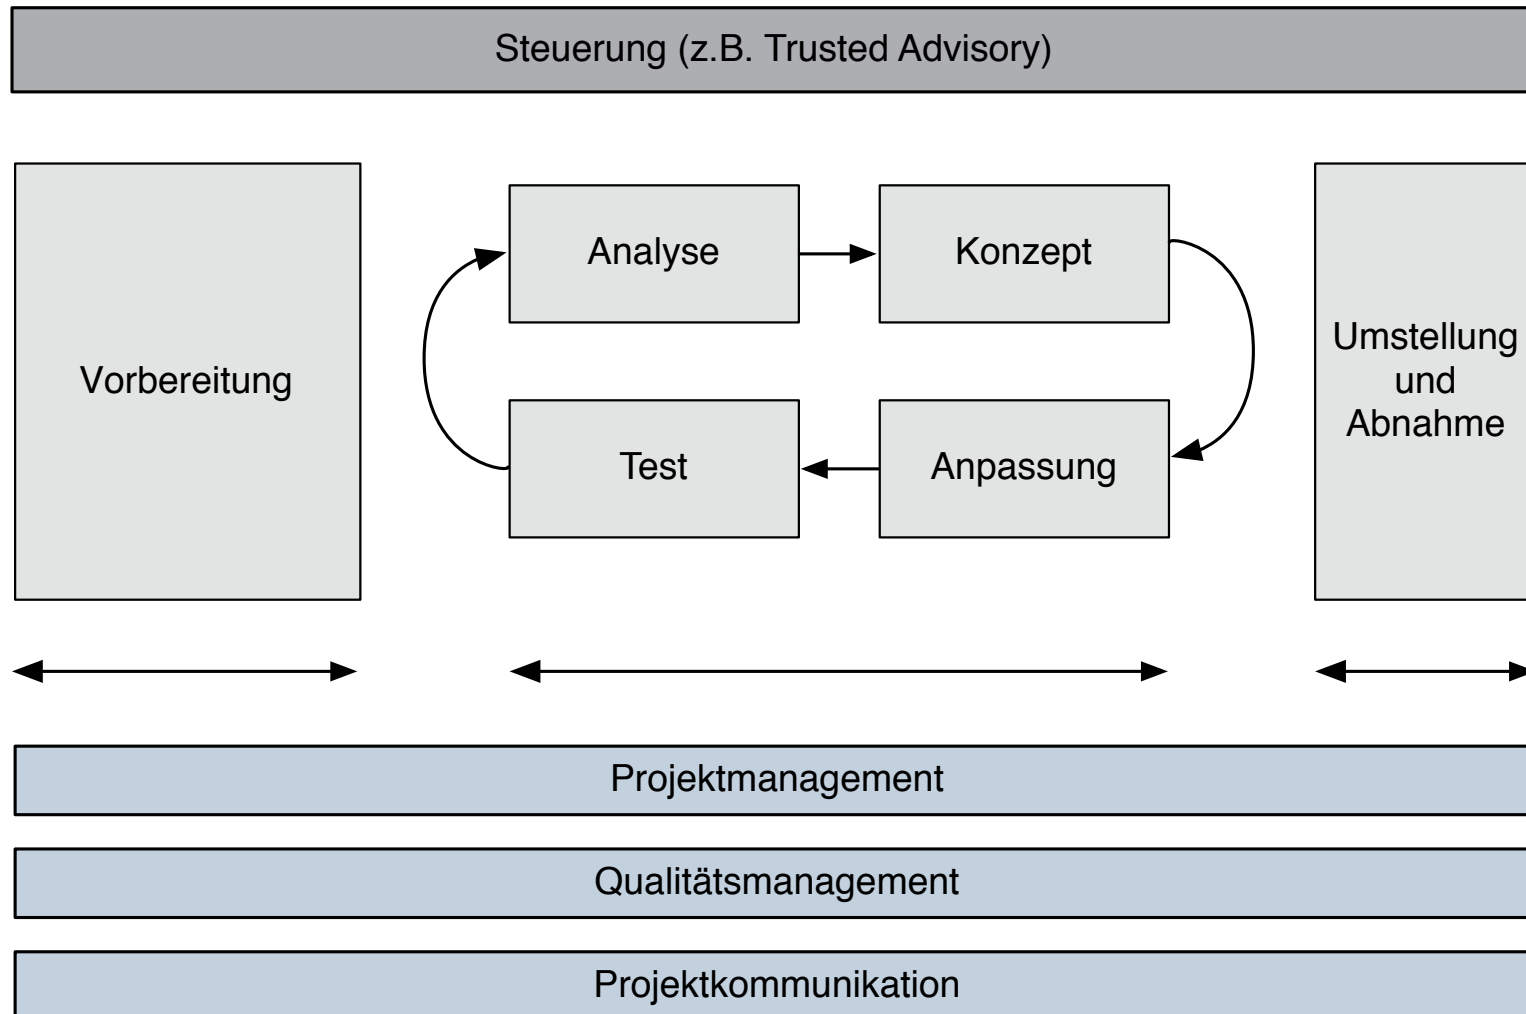 Steuerung (z.B. Trusted Advisory)
Analyse
Konzept
Vorbereitung
Umstellung
und
Abnahme
Test
Anpassung
Projektmanagement
Qualitätsmanagement
Projektkommunikation